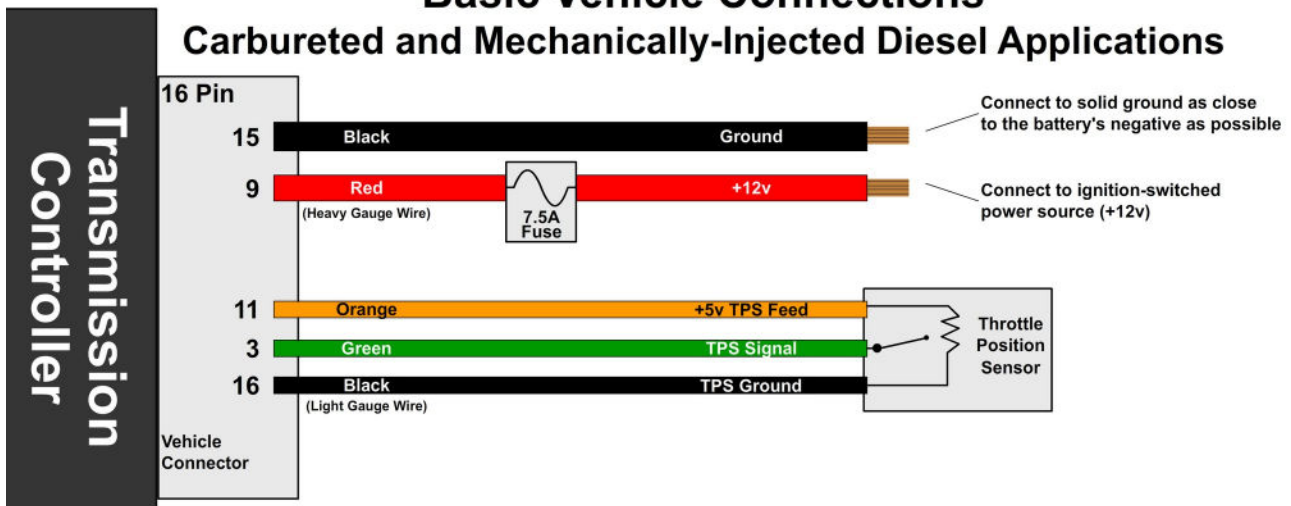 Basic Vehicle Connections
Carbureted and Mechanically-Injected Diesel Applications
Transmission
Controller
16 Pin
15 Black Ground
Connect to solid ground as close
to the battery's negative as possible
9 Red +12v
(Heavy Gauge Wire)
7.5A
Fuse
Connect to ignition-switched
power source (+12v)
11 Orange +5v TPS Feed
3 Green TPS Signal
16 Black TPS Ground
(Light Gauge Wire)
Throttle
Position
Sensor
Vehicle
Connector